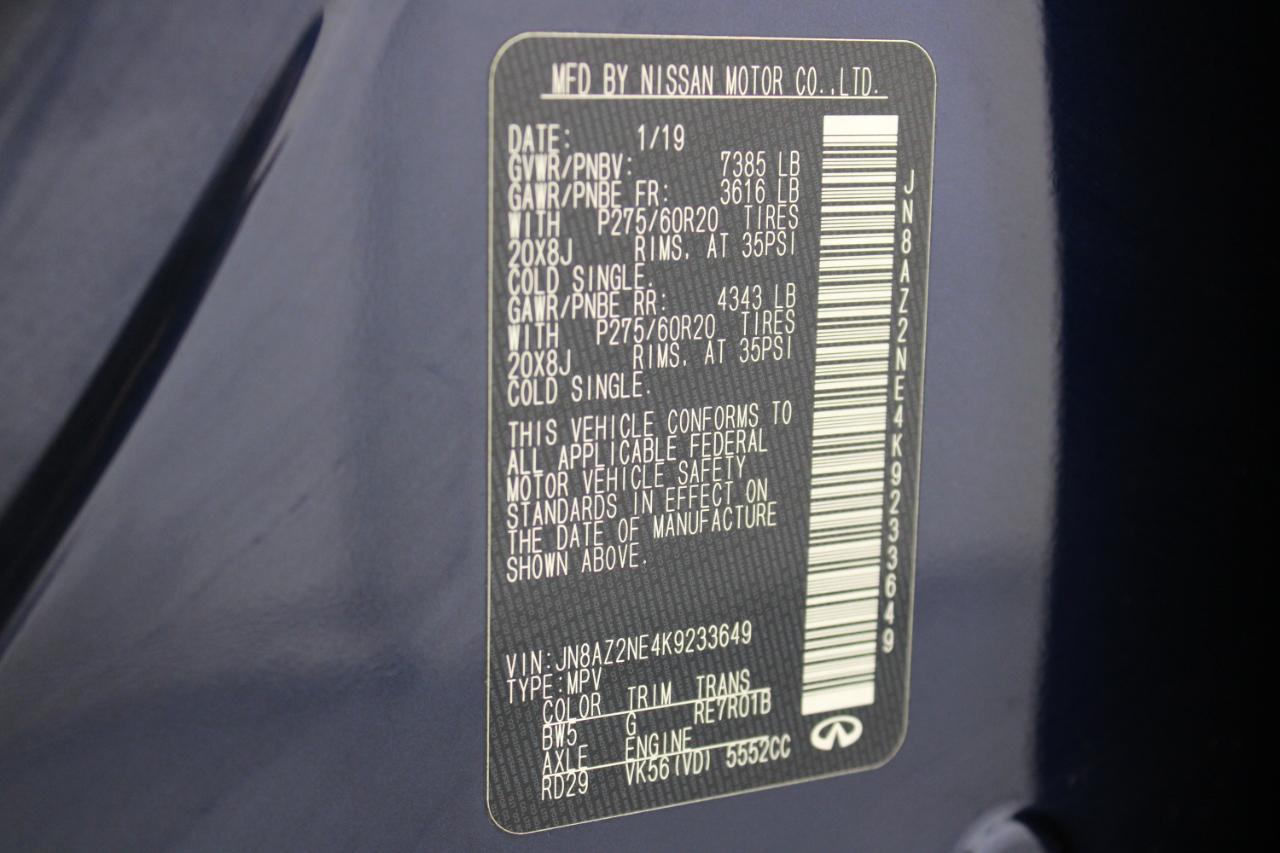 MFD BY NISSAN MOTOR CO.,LTD.
DATE: 1/19
GVWR/PNBV: 7385 LB
GAWR/PNBE FR: 3616 LB
WITH P275/60R20 TIRES
20X8J RIMS, AT 35PSI
COLD SINGLE.
GAWR/PNBE RR: 4343 LB
WITH P275/60R20 TIRES
20X8J RIMS, AT 35PSI
COLD SINGLE.
THIS VEHICLE CONFORMS TO
ALL APPLICABLE FEDERAL
MOTOR VEHICLE SAFETY
STANDARDS IN EFFECT ON
THE DATE OF MANUFACTURE
SHOWN ABOVE.
VIN:JN8AZ2NE4K9233649
TYPE:MPV
COLOR TRIM TRANS
BW5 G RE7R01B
AXLE ENGINE
RD29 VK56(VD) 5552CC
JN8AZ2NE4K9233649